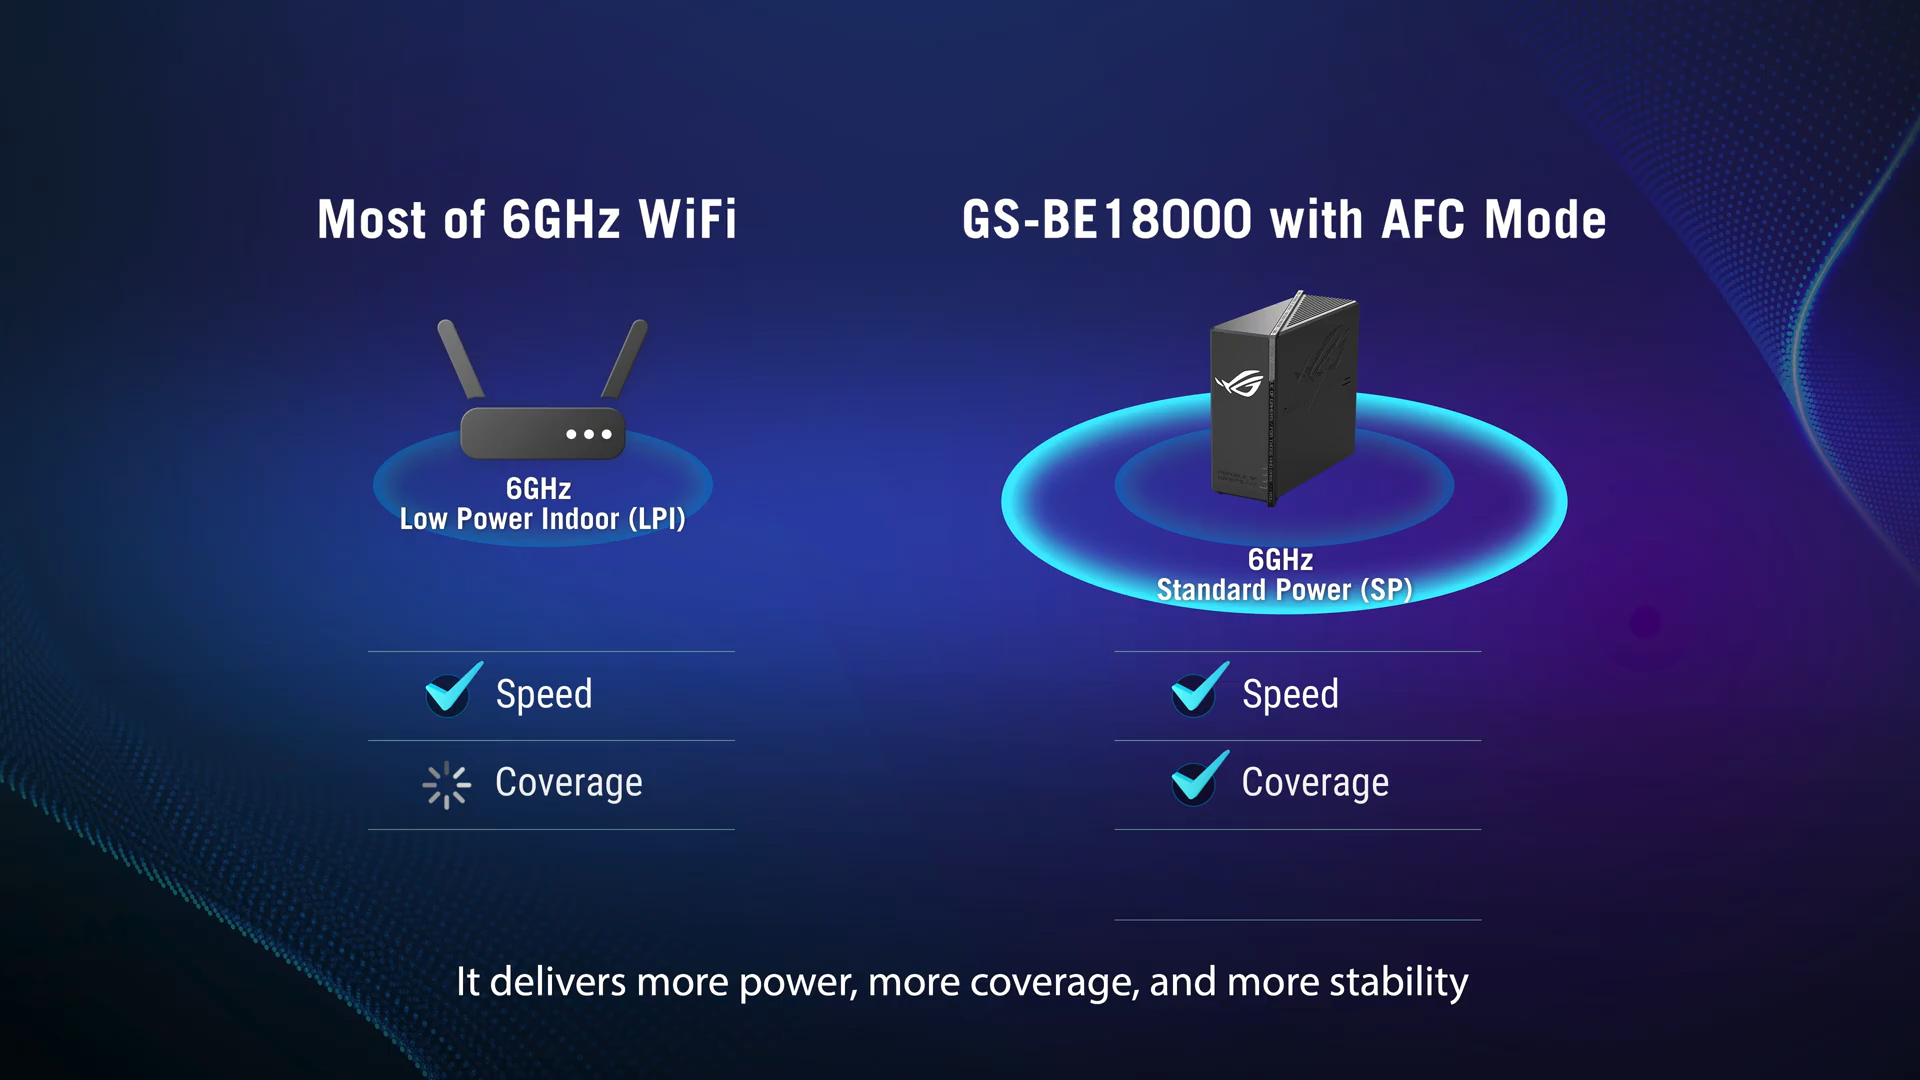 Most of 6GHz WiFi
6GHz
Low Power Indoor (LPI)
Speed
Coverage
GS-BE18000 with AFC Mode
6GHz
Standard Power (SP)
Speed
Coverage
It delivers more power, more coverage, and more stability